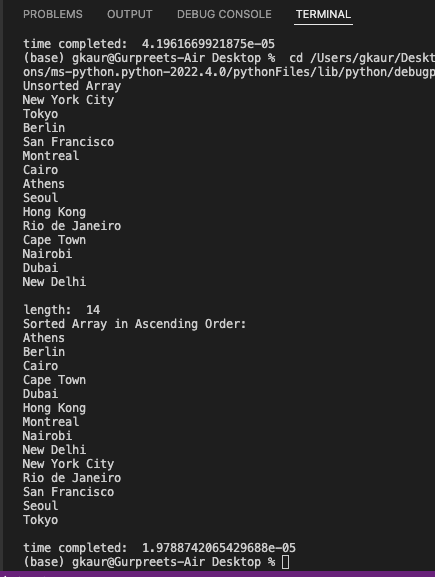 PROBLEMS OUTPUT DEBUG CONSOLE TERMINAL
time completed:  4.1961669921875e-05
(base) gkaur@Gurpreets-Air Desktop %  cd /Users/gkaur/Deskt
ons/ms-python.python-2022.4.0/pythonFiles/lib/python/debugp
Unsorted Array
New York City
Tokyo
Berlin
San Francisco
Montreal
Cairo
Athens
Seoul
Hong Kong
Rio de Janeiro
Cape Town
Nairobi
Dubai
New Delhi
length:  14
Sorted Array in Ascending Order:
Athens
Berlin
Cairo
Cape Town
Dubai
Hong Kong
Montreal
Nairobi
New Delhi
New York City
Rio de Janeiro
San Francisco
Seoul
Tokyo
time completed:  1.9788742065429688e-05
(base) gkaur@Gurpreets-Air Desktop %